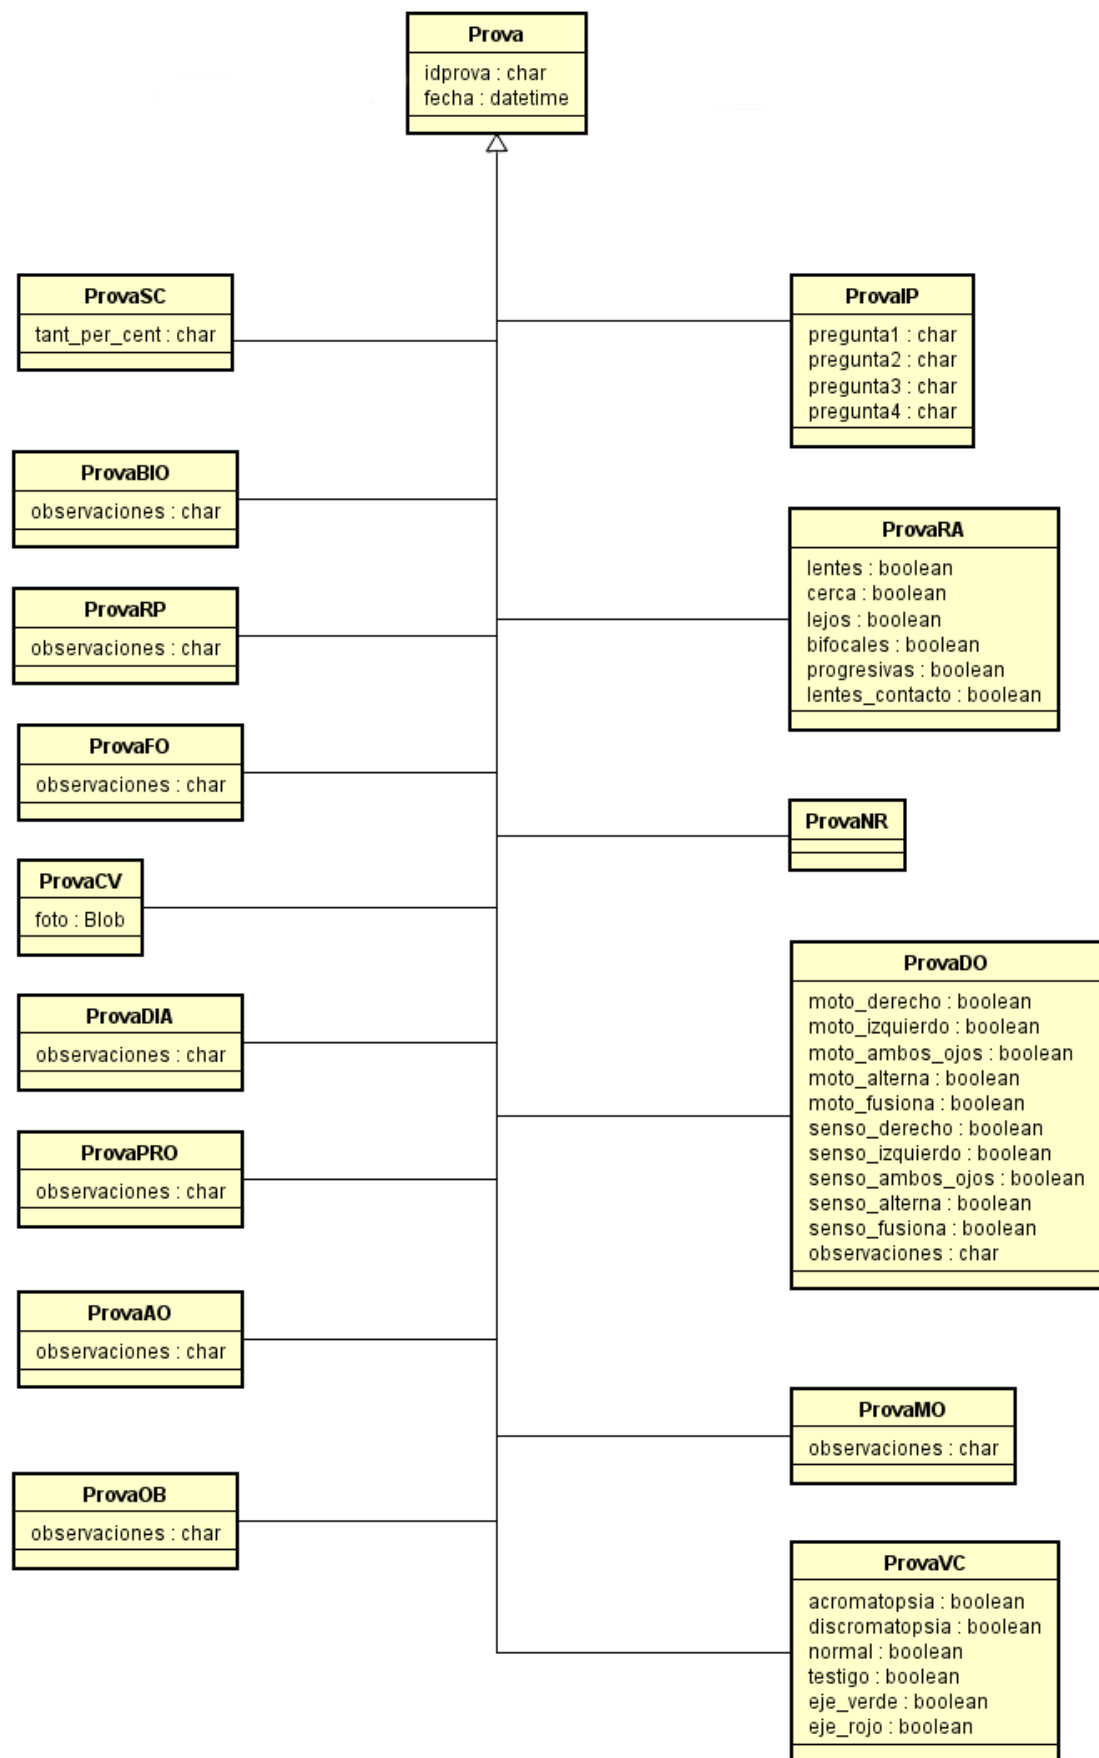 Prova
idprova : char
fecha : datetime
ProvaSC
tant_per_cent : char
ProvaBIO
observaciones : char
ProvaRP
observaciones : char
ProvaFO
observaciones : char
ProvaCV
foto : Blob
ProvaDIA
observaciones : char
ProvaPRO
observaciones : char
ProvaAO
observaciones : char
ProvaOB
observaciones : char
ProvaIP
pregunta1 : char
pregunta2 : char
pregunta3 : char
pregunta4 : char
ProvaRA
lentes : boolean
cerca : boolean
lejos : boolean
bifocales : boolean
progresivas : boolean
lentes_contacto : boolean
ProvaNR
ProvaDO
moto_derecho : boolean
moto_izquierdo : boolean
moto_ambos_ojos : boolean
moto_alterna : boolean
moto_fusiona : boolean
senso_derecho : boolean
senso_izquierdo : boolean
senso_ambos_ojos : boolean
senso_alterna : boolean
senso_fusiona : boolean
observaciones : char
ProvaMO
observaciones : char
ProvaVC
acromatopsia : boolean
discromatopsia : boolean
normal : boolean
testigo : boolean
eje_verde : boolean
eje_rojo : boolean